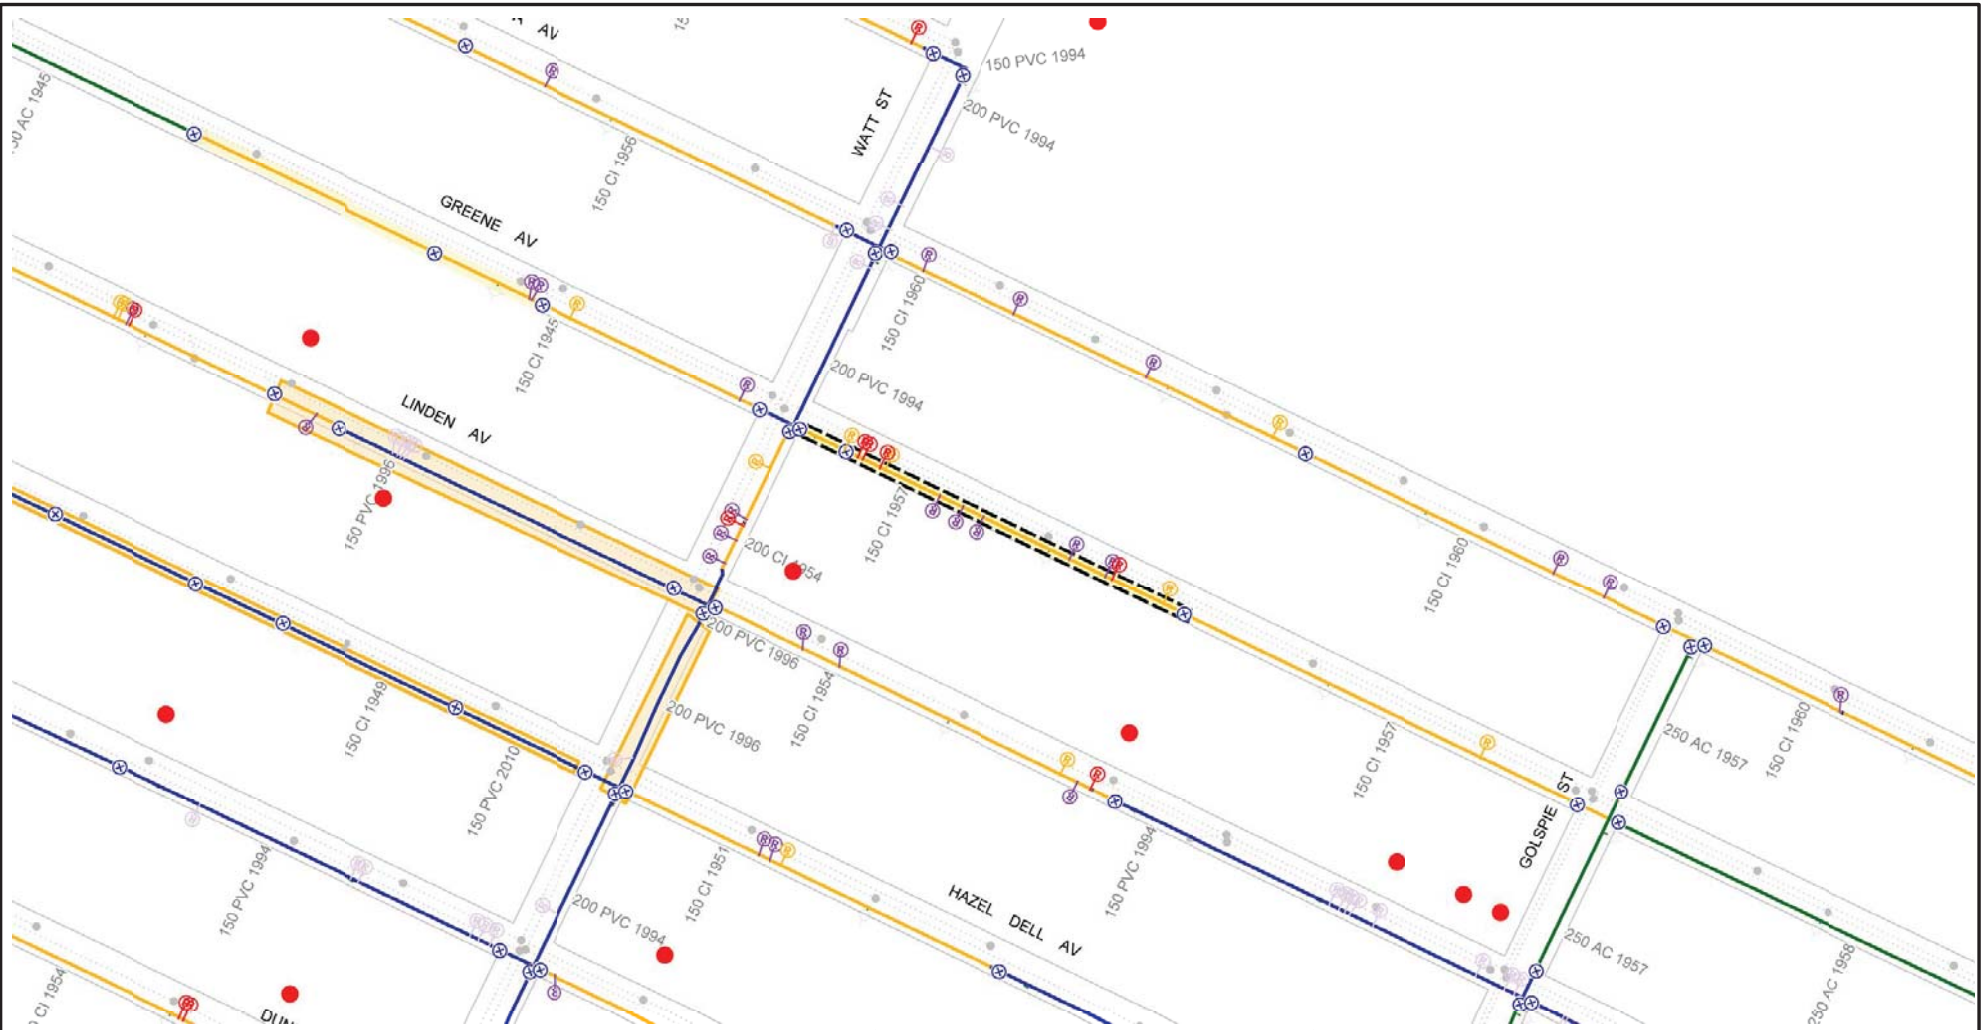 AV
150 PVC 1994
200 PVC 1994
WATT ST
150 CI 1956
GREENE AV
150 CI 1960
150 CI 1945
200 PVC 1994
LINDEN AV
150 PVC 1996
150 CI 1957
200 CI 1954
150 CI 1960
200 PVC 1996
150 CI 1954
200 PVC 1996
150 CI 1949
150 PVC 2010
150 CI 1957
250 AC 1957
150 CI 1960
GOLSPIE ST
150 PVC 1994
150 CI 1951
150 PVC 1994
HAZEL DELL AV
200 PVC 1994
250 AC 1957
250 AC 1958
CI 1954